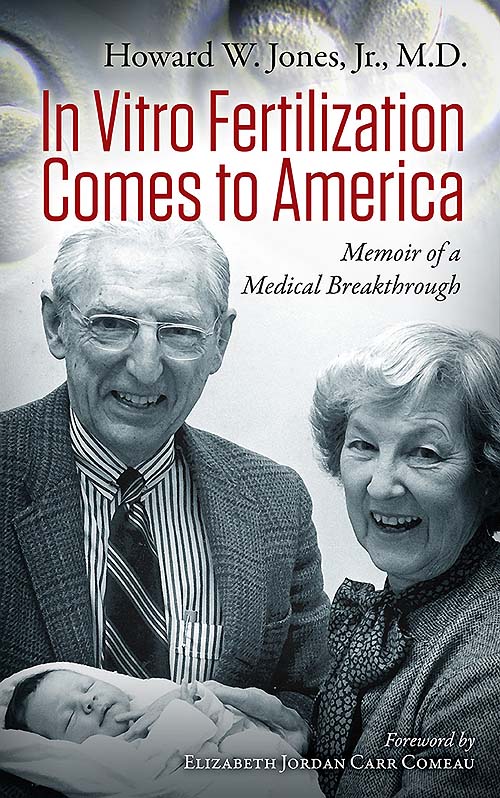 Howard W. Jones, Jr., M.D.
In Vitro Fertilization
Comes to America
Memoir of a
Medical Breakthrough
Foreword by
Elizabeth Jordan Carr Comeau